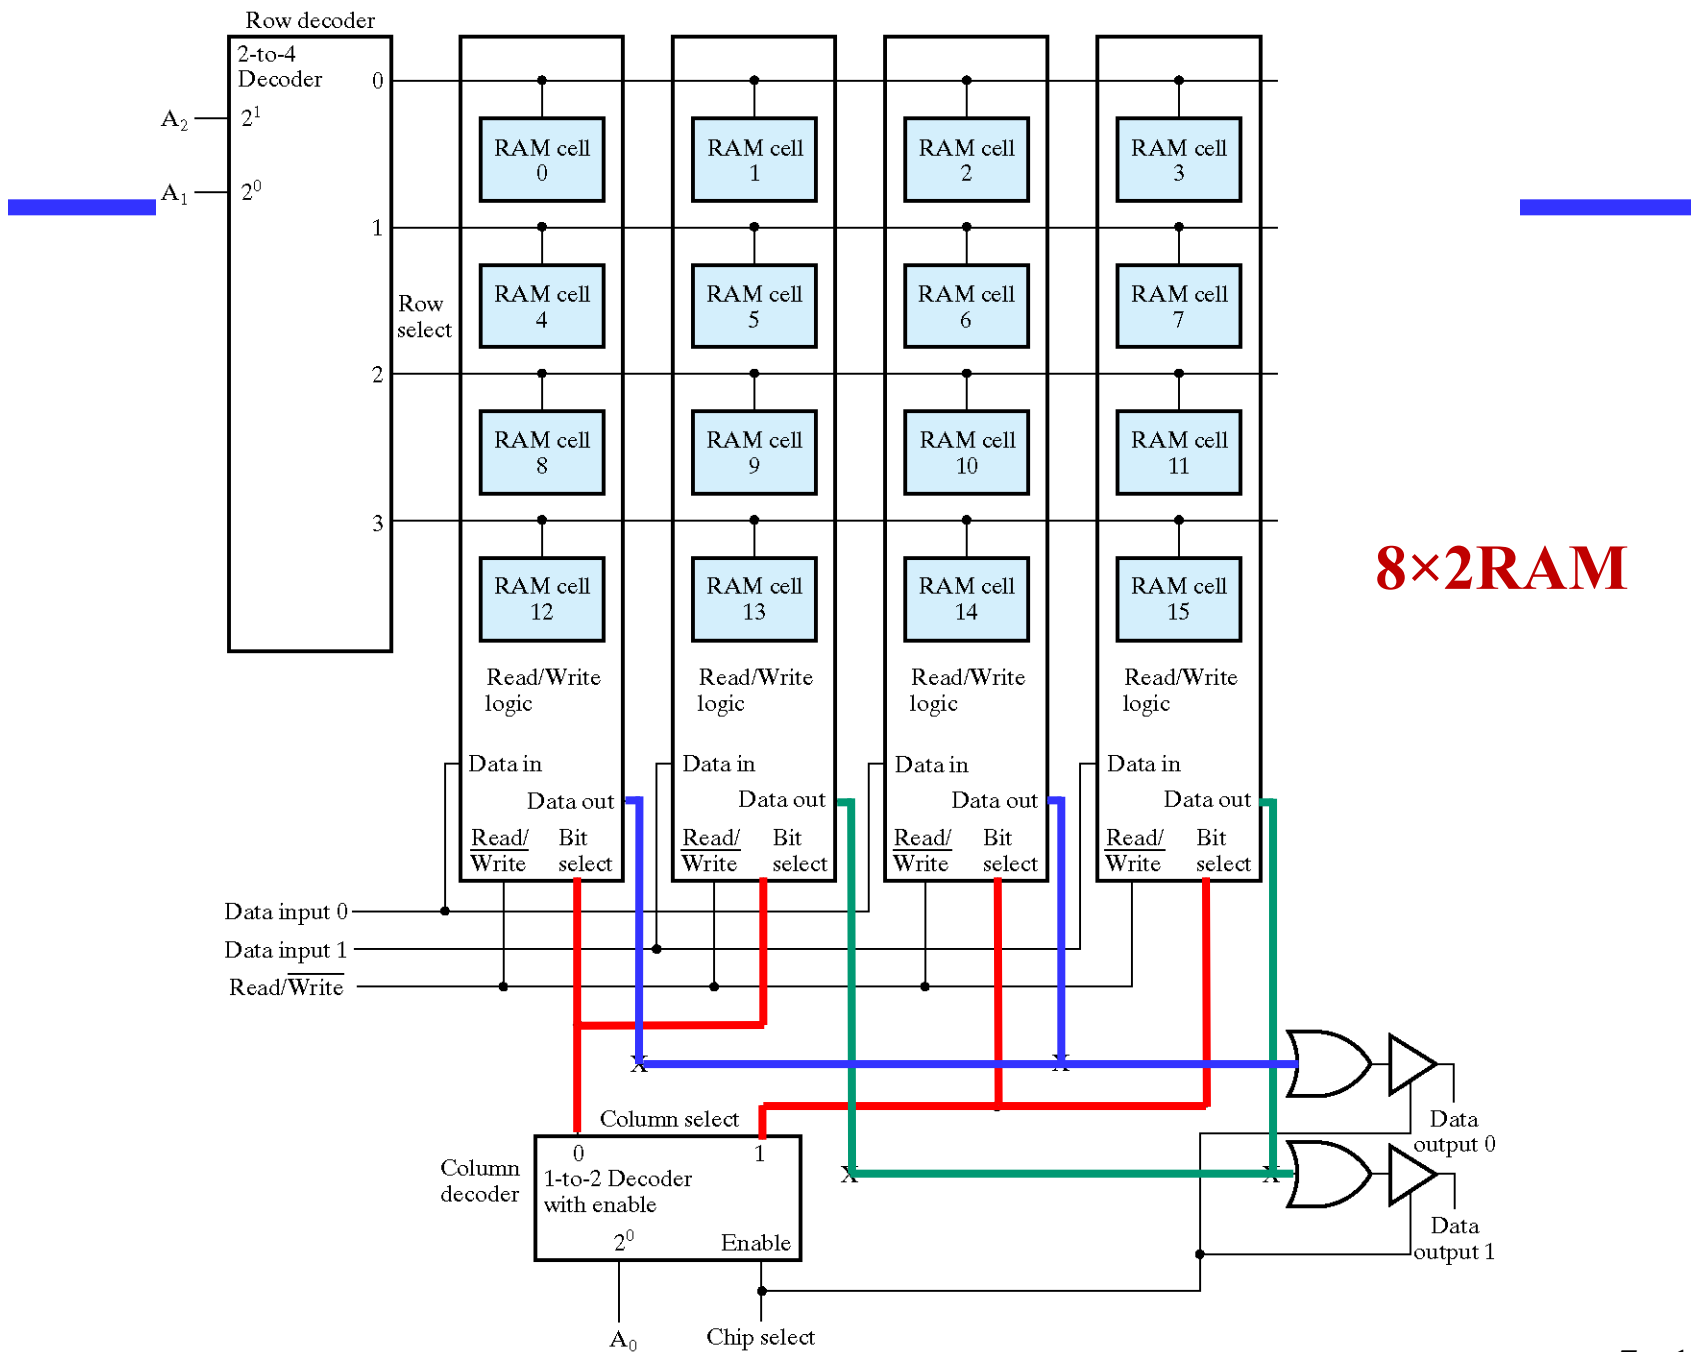 Row decoder
2-to-4
Decoder
0
A₂
2¹
A₁
2⁰
1
Row
select
2
3
RAM cell
0
RAM cell
1
RAM cell
2
RAM cell
3
RAM cell
4
RAM cell
5
RAM cell
6
RAM cell
7
RAM cell
8
RAM cell
9
RAM cell
10
RAM cell
11
RAM cell
12
RAM cell
13
RAM cell
14
RAM cell
15
8×2RAM
Read/Write
logic
Read/Write
logic
Read/Write
logic
Read/Write
logic
Data in
Data in
Data in
Data in
Data out
Data out
Data out
Data out
Read/
Write
Bit
select
Read/
Write
Bit
select
Read/
Write
Bit
select
Read/
Write
Bit
select
Data input 0
Data input 1
Read/Write
X
X
Column select
Data
output 0
Column
decoder
0
1
1-to-2 Decoder
with enable
2⁰
Enable
X
X
Data
output 1
A₀
Chip select